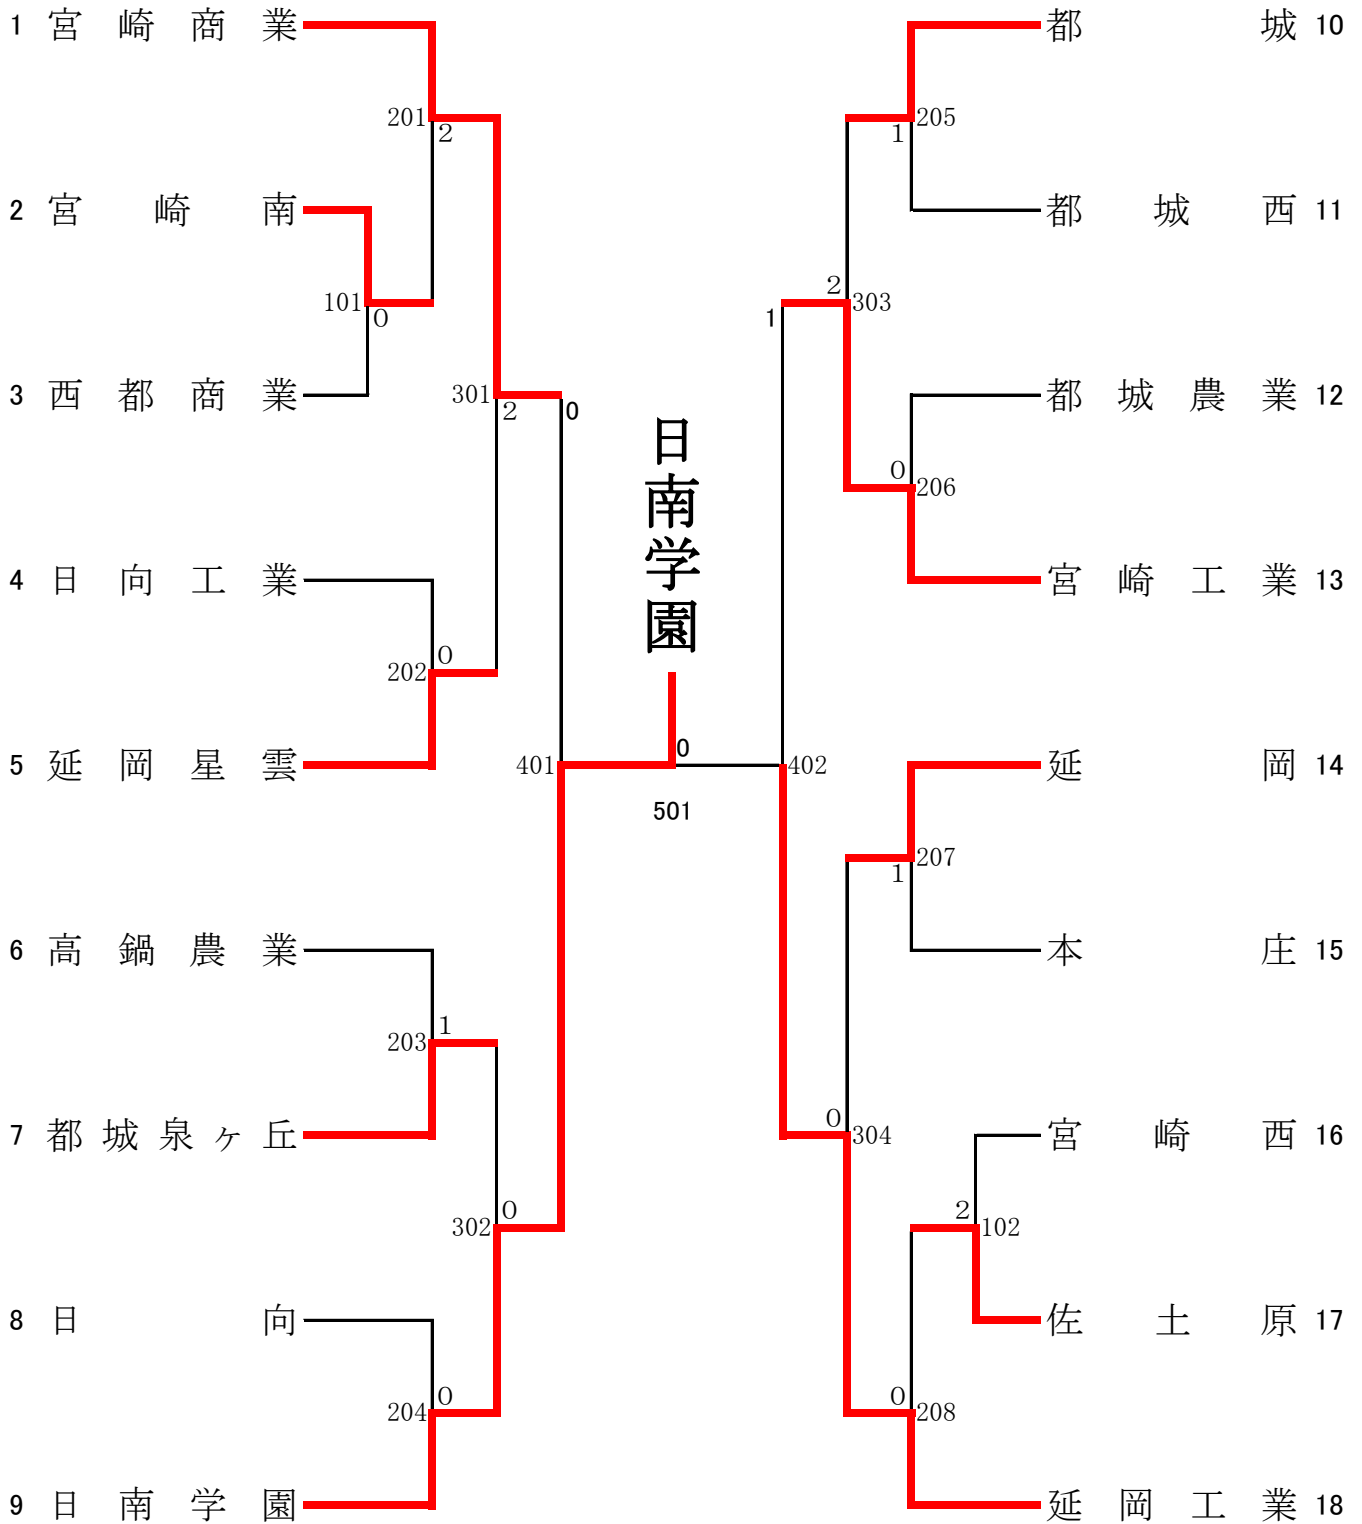 1 宮崎商業
201
2
2 宮崎南
101
0
3 西都商業
301
2
0
4 日向工業
202
0
5 延岡星雲
401
6 高鍋農業
203
1
7 都城泉ヶ丘
302
0
8 日向
204
0
9 日南学園
日南学園
0
501
都城 10
205
1
都城西 11
2
303
1
都城農業 12
0
206
宮崎工業 13
402
延岡 14
207
1
本庄 15
0
304
宮崎西 16
2
102
佐土原 17
0
208
延岡工業 18